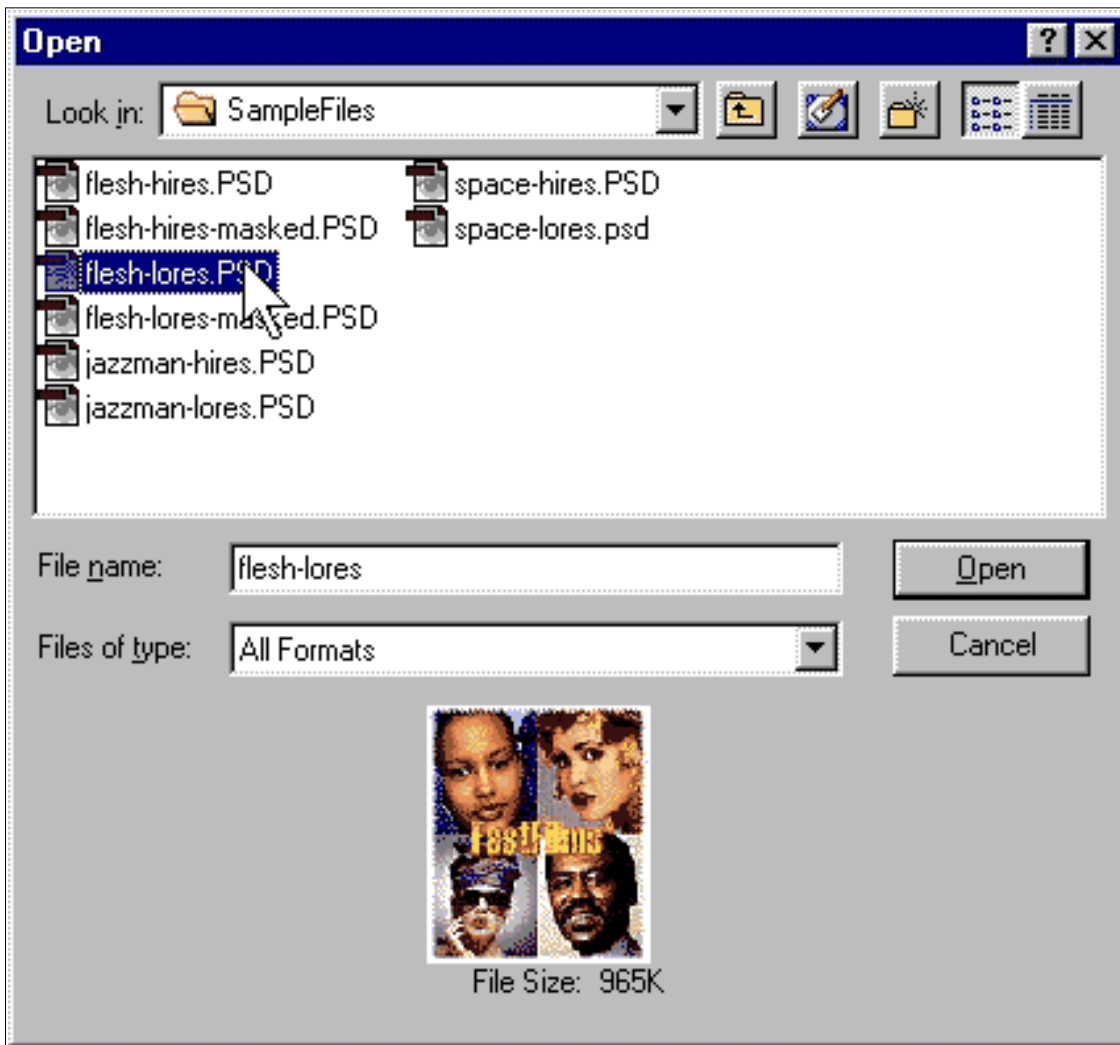 Open
Look in: SampleFiles
flesh-hires.PSD
flesh-hires-masked.PSD
flesh-lores.PSD
flesh-lores-masked.PSD
jazzman-hires.PSD
jazzman-lores.PSD
space-hires.PSD
space-lores.psd
File name: flesh-lores
Open
Files of type: All Formats
Cancel
File Size: 965K